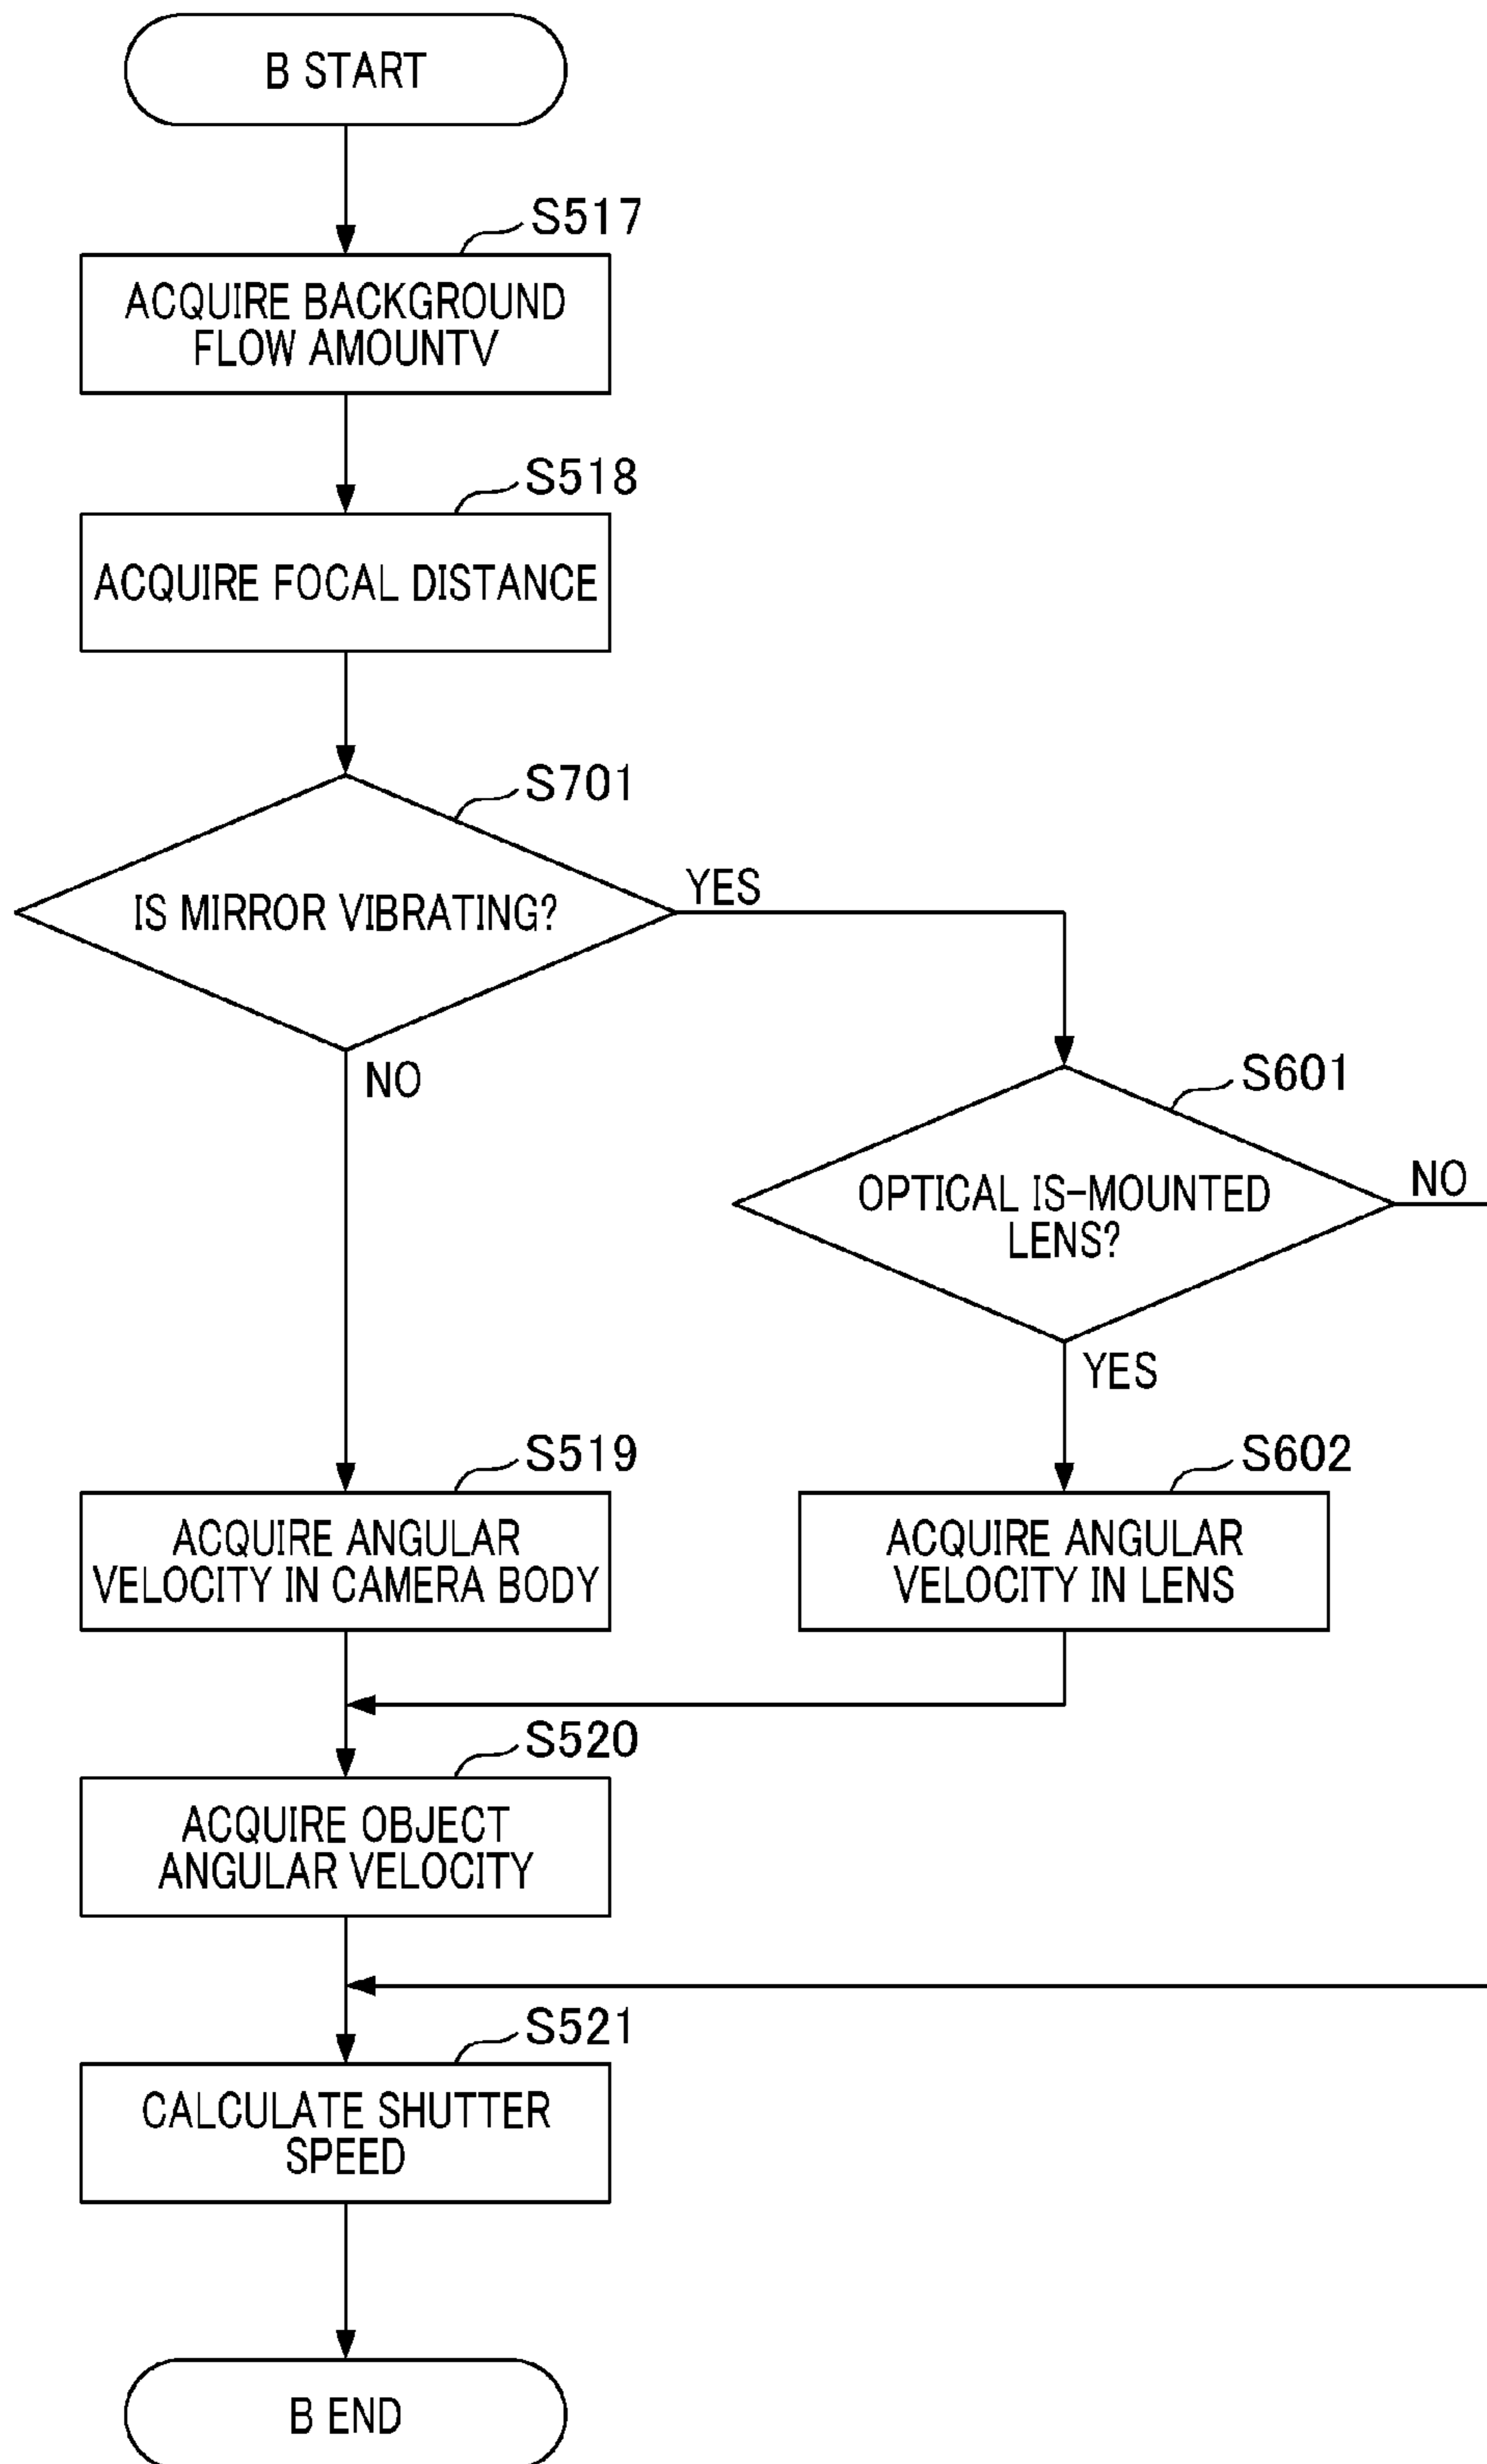 B START
S517
ACQUIRE BACKGROUND
FLOW AMOUNTV
S518
ACQUIRE FOCAL DISTANCE
S701
IS MIRROR VIBRATING?
YES
NO
S601
OPTICAL IS-MOUNTED
LENS?
NO
YES
S519
ACQUIRE ANGULAR
VELOCITY IN CAMERA BODY
S602
ACQUIRE ANGULAR
VELOCITY IN LENS
S520
ACQUIRE OBJECT
ANGULAR VELOCITY
S521
CALCULATE SHUTTER
SPEED
B END